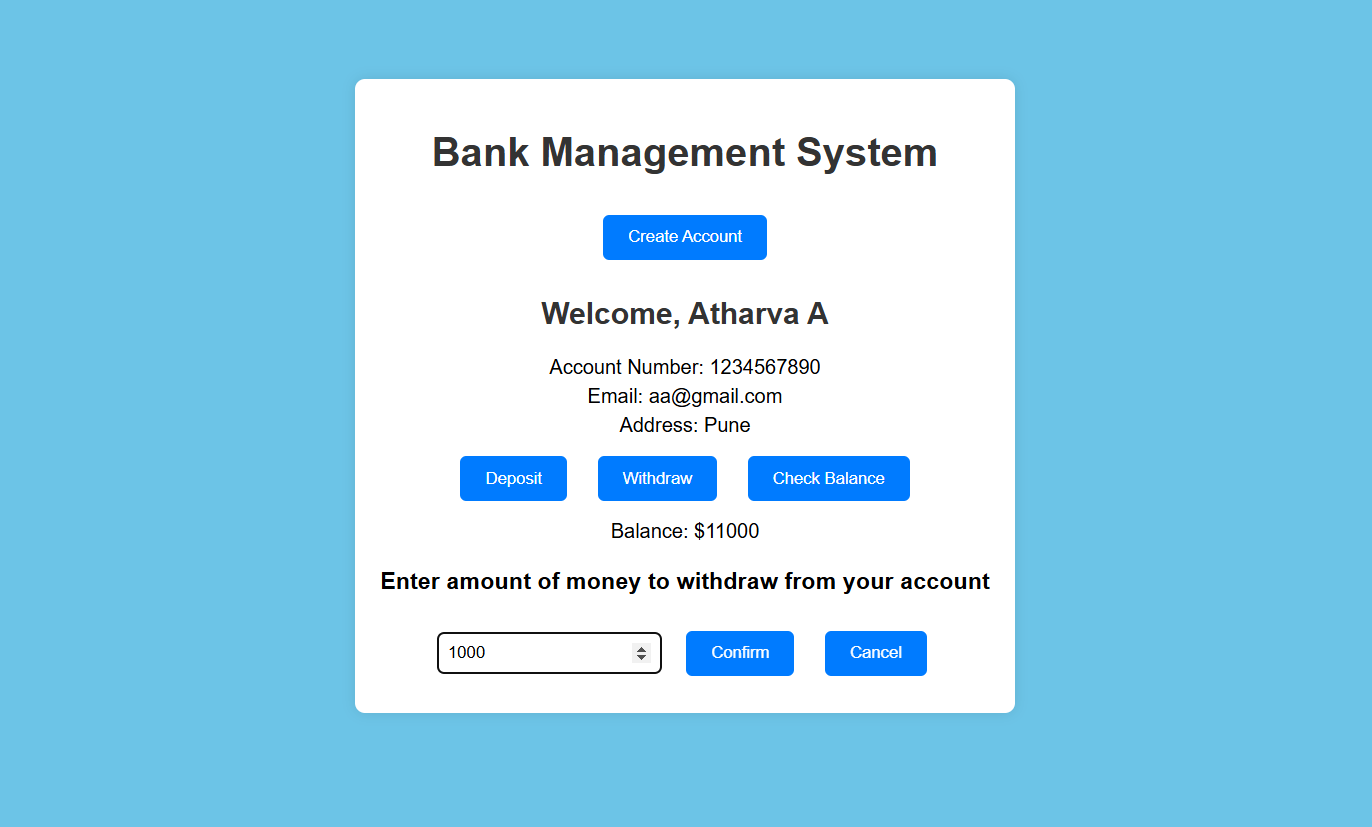 Bank Management System
Create Account
Welcome, Atharva A
Account Number: 1234567890
Email: aa@gmail.com
Address: Pune
Deposit Withdraw Check Balance
Balance: $11000
Enter amount of money to withdraw from your account
1000 Confirm Cancel